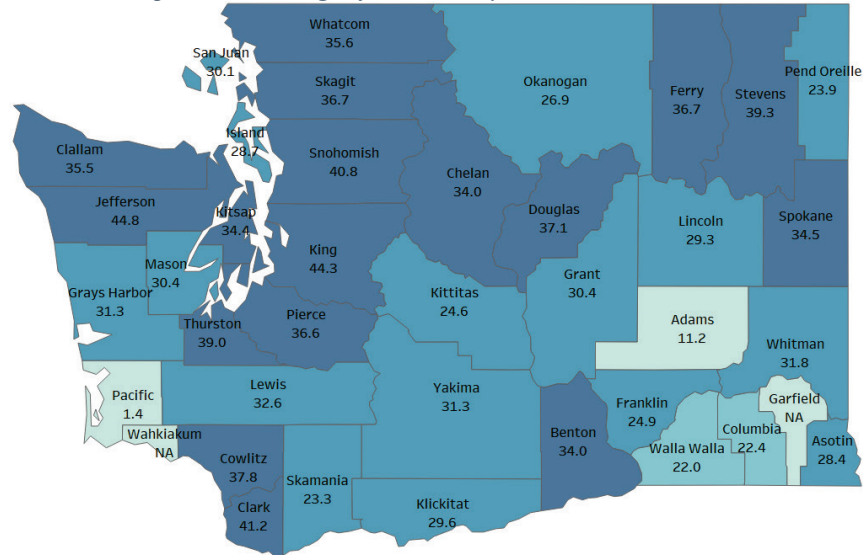 Whatcom
35.6
San Juan
30.1
Skagit
36.7
Okanogan
26.9
Ferry
36.7
Stevens
39.3
Pend Oreille
23.9
Island
28.7
Clallam
35.5
Snohomish
40.8
Chelan
34.0
Jefferson
44.8
Kitsap
34.4
Douglas
37.1
Lincoln
29.3
Spokane
34.5
King
44.3
Mason
30.4
Grays Harbor
31.3
Kittitas
24.6
Grant
30.4
Thurston
39.0
Pierce
36.6
Adams
11.2
Whitman
31.8
Pacific
1.4
Lewis
32.6
Yakima
31.3
Franklin
24.9
Garfield
NA
Wahkiakum
NA
Benton
34.0
Walla Walla
22.0
Columbia
22.4
Asotin
28.4
Cowlitz
37.8
Skamania
23.3
Klickitat
29.6
Clark
41.2